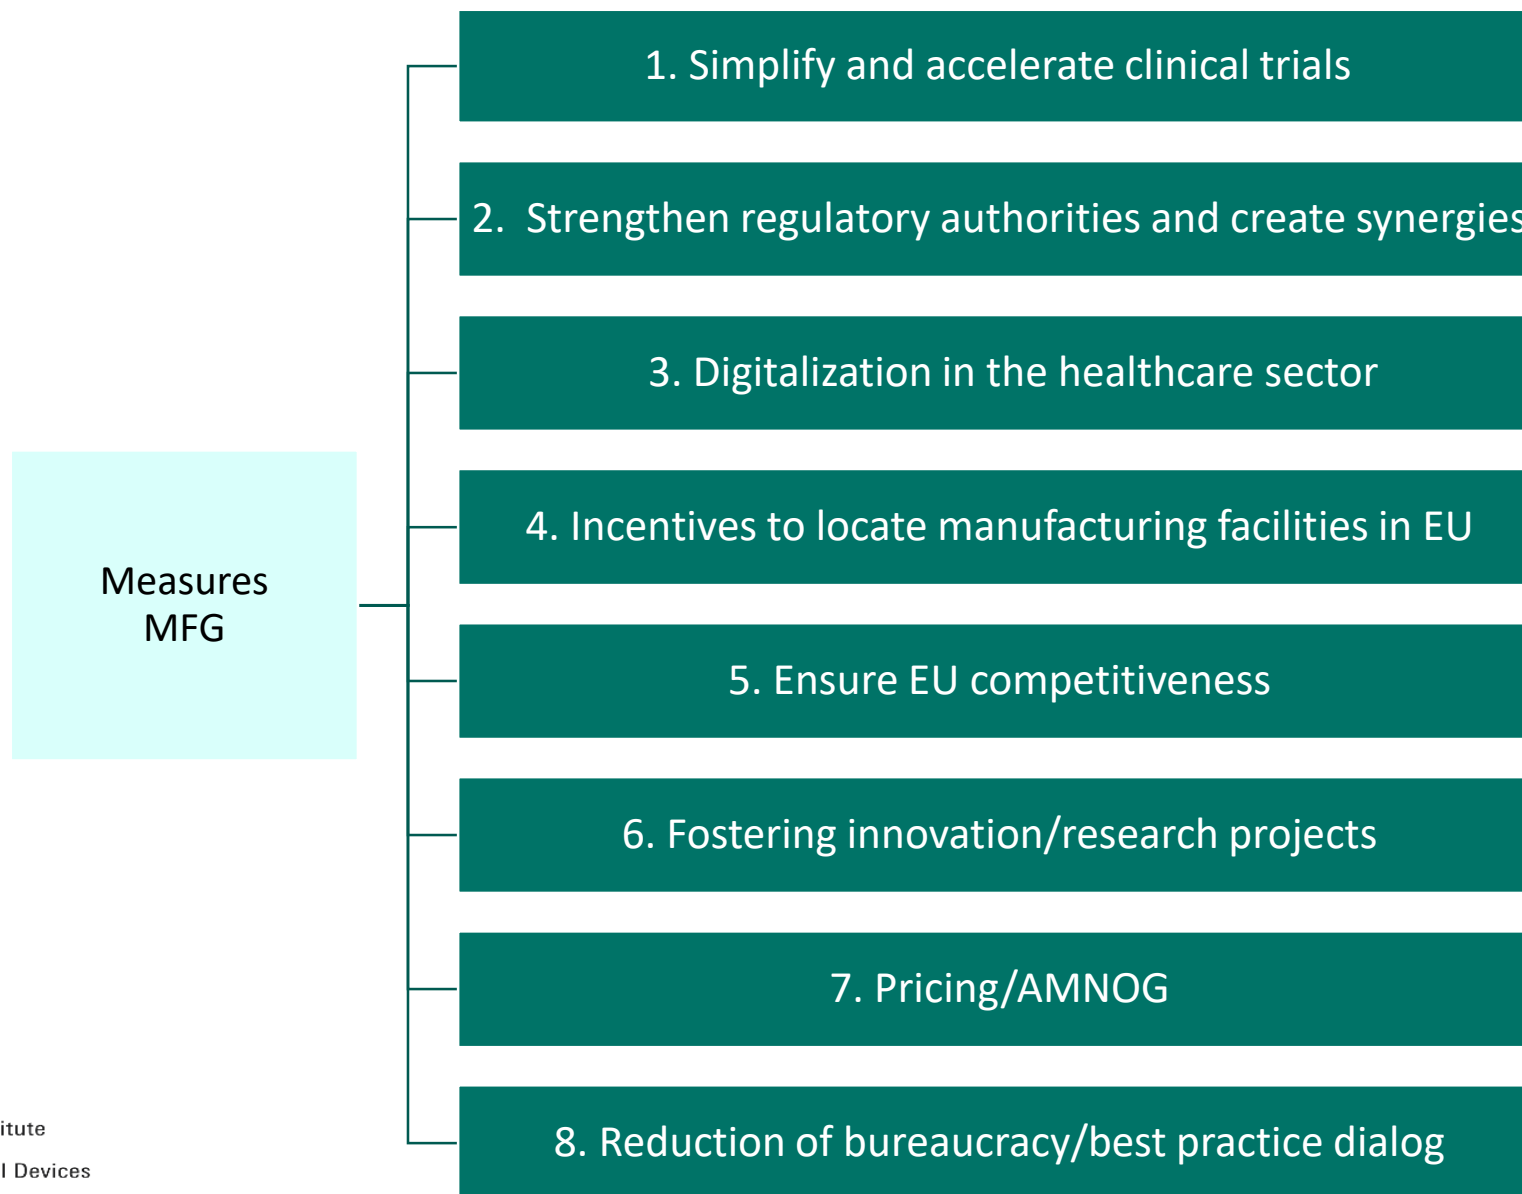 1. Simplify and accelerate clinical trials
2. Strengthen regulatory authorities and create synergies
3. Digitalization in the healthcare sector
4. Incentives to locate manufacturing facilities in EU
Measures
MFG
5. Ensure EU competitiveness
6. Fostering innovation/research projects
7. Pricing/AMNOG
8. Reduction of bureaucracy/best practice dialog
itute
l Devices